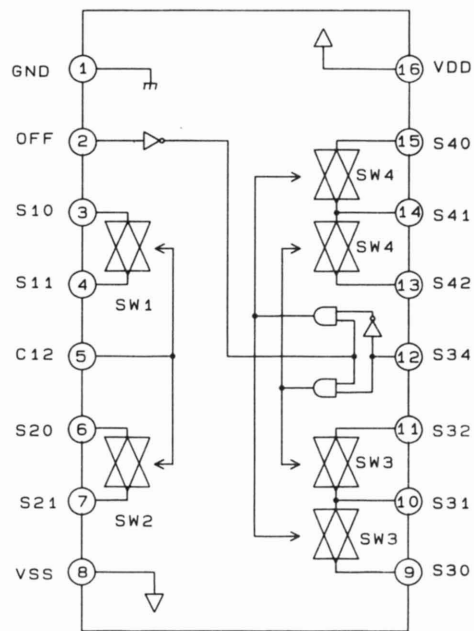 GND 1
16 VDD
OFF 2
15 S40
SW4
S10 3
14 S41
SW4
S11 4
13 S42
SW1
C12 5
12 S34
S20 6
11 S32
SW3
S21 7
10 S31
SW2
SW3
VSS 8
9 S30